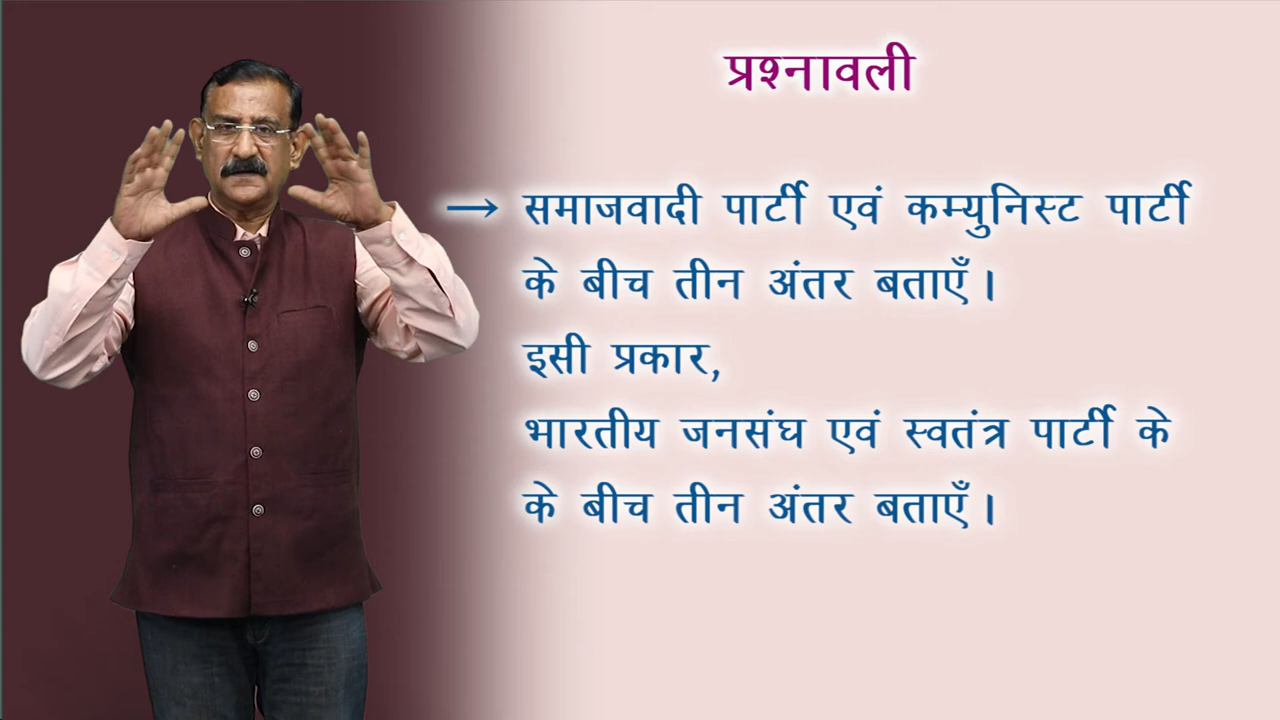 प्रश्नावली
→ समाजवादी पार्टी एवं कम्युनिस्ट पार्टी
के बीच तीन अंतर बताएँ।
इसी प्रकार,
भारतीय जनसंघ एवं स्वतंत्र पार्टी के
के बीच तीन अंतर बताएँ।